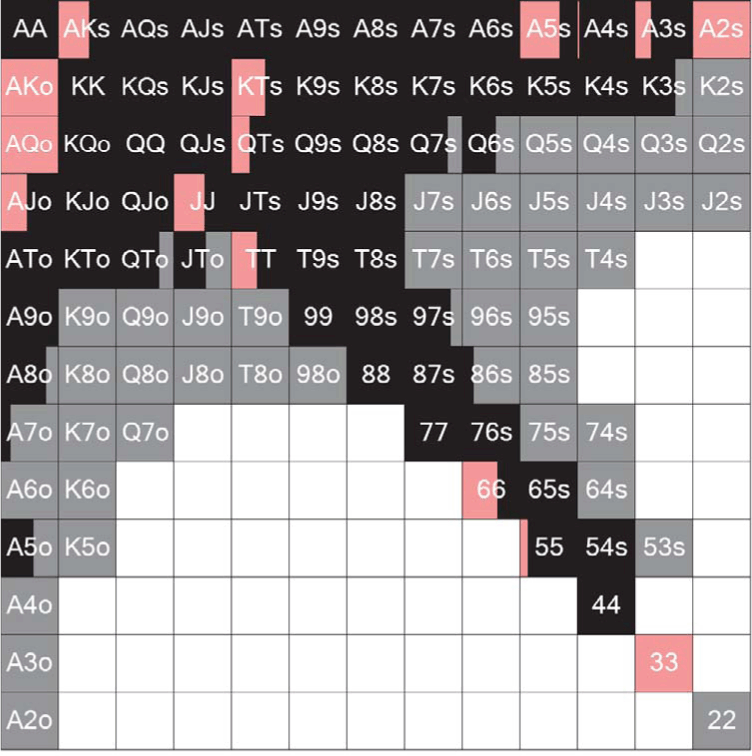 AA AKs AQs AJs ATs A9s A8s A7s A6s A5s A4s A3s A2s
AKo KK KQs KJs KTs K9s K8s K7s K6s K5s K4s K3s K2s
AQo KQo QQ QJs QTs Q9s Q8s Q7s Q6s Q5s Q4s Q3s Q2s
AJo KJo QJo JJ JTs J9s J8s J7s J6s J5s J4s J3s J2s
ATo KTo QTo JTo TT T9s T8s T7s T6s T5s T4s
A9o K9o Q9o J9o T9o 99 98s 97s 96s 95s
A8o K8o Q8o J8o T8o 98o 88 87s 86s 85s
A7o K7o Q7o 77 76s 75s 74s
A6o K6o 66 65s 64s
A5o K5o 55 54s 53s
A4o 44
A3o 33
A2o 22